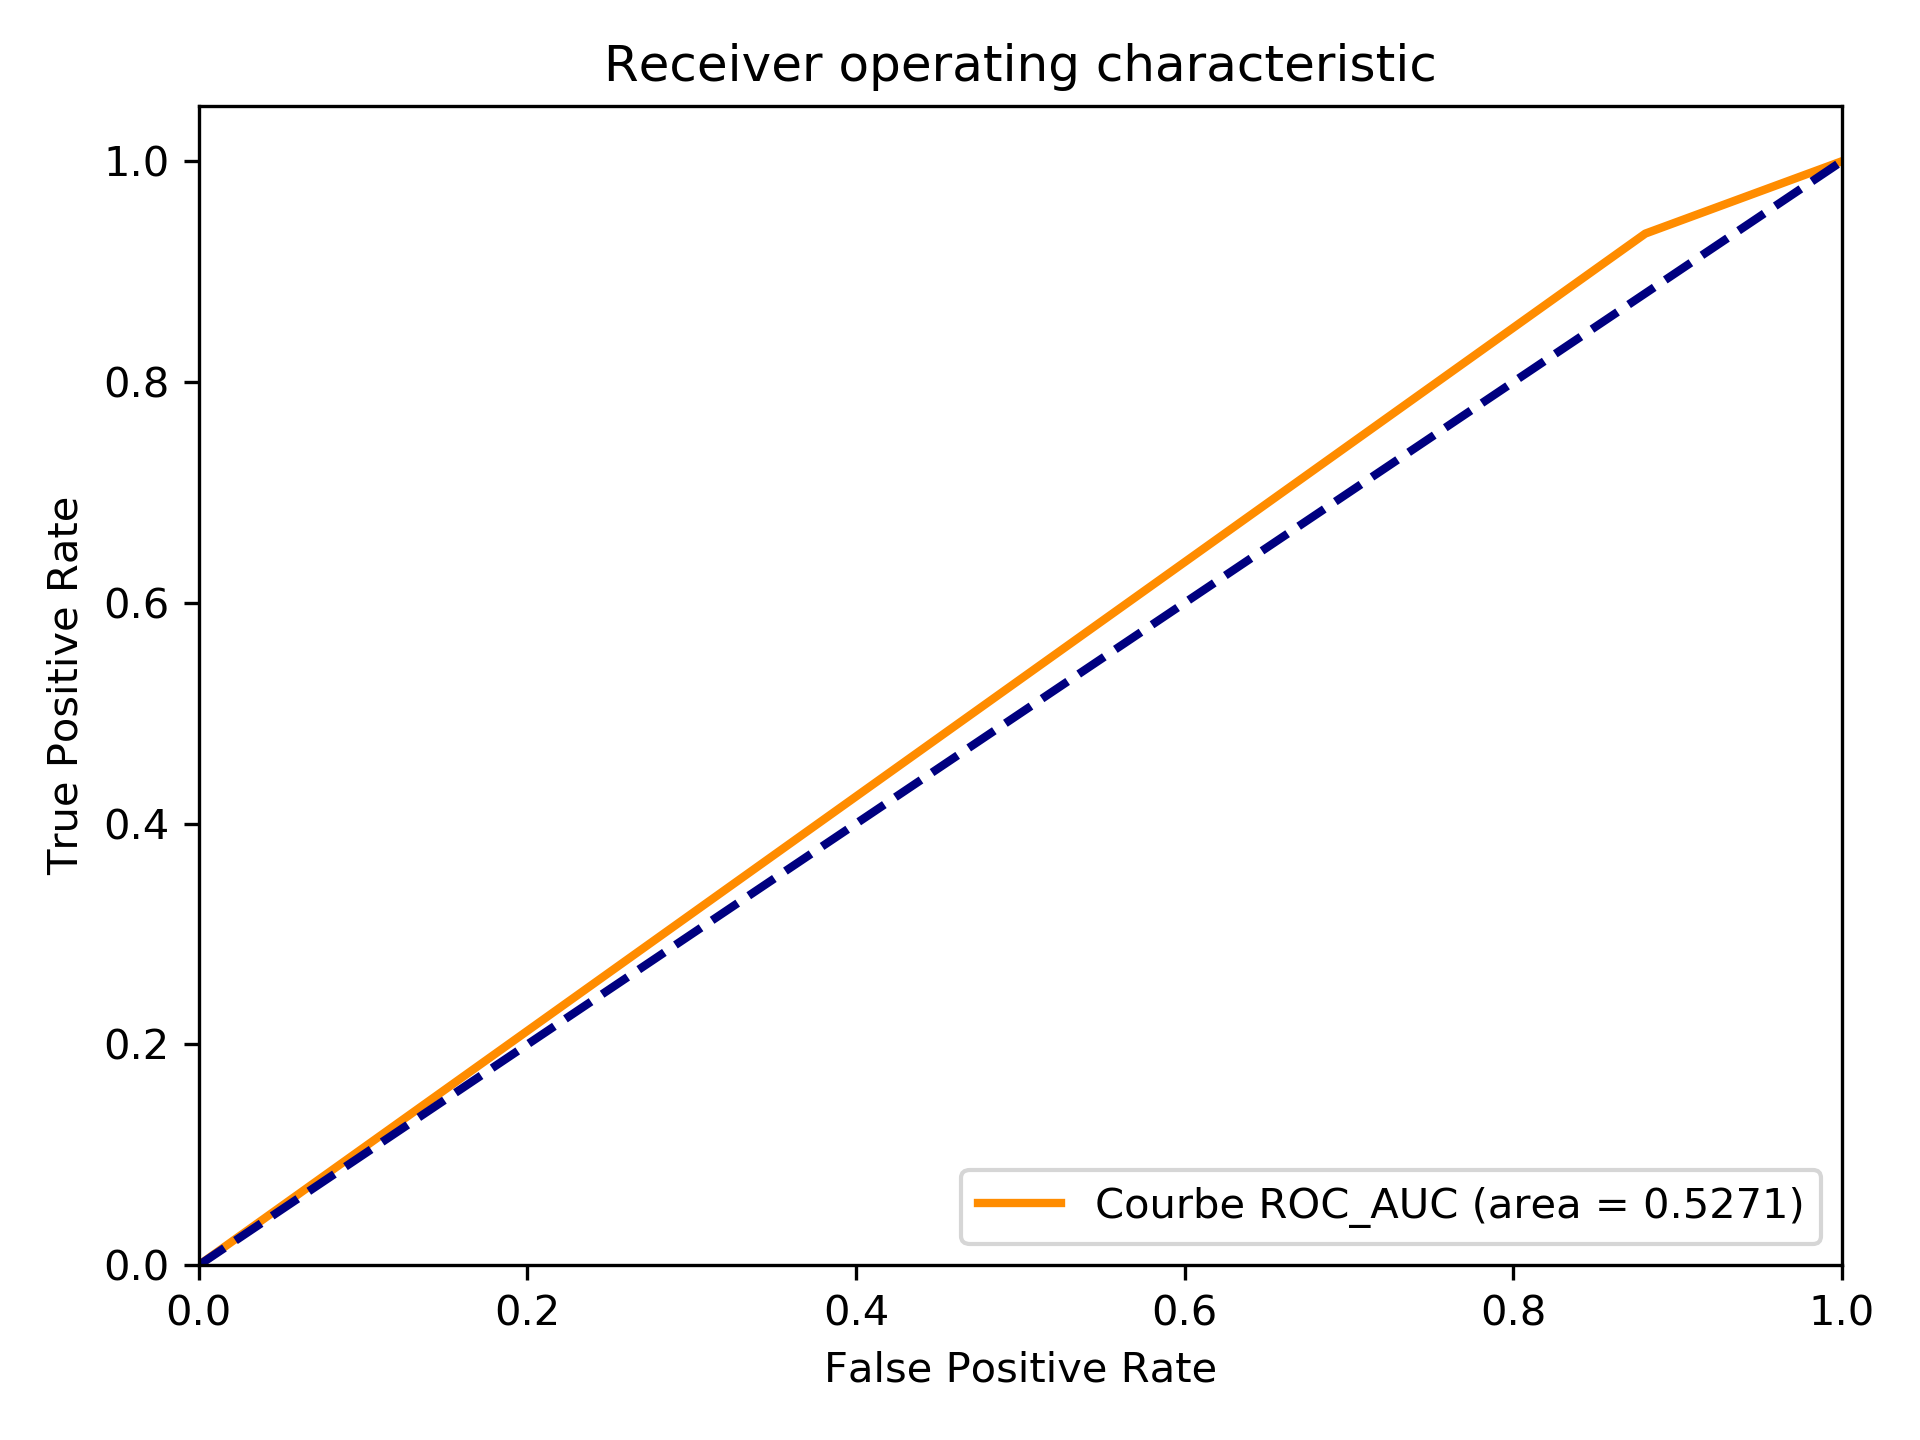 Receiver operating characteristic
1.0
0.8
0.6
0.4
0.2
0.0
True Positive Rate
Courbe ROC_AUC (area = 0.5271)
0.0 0.2 0.4 0.6 0.8 1.0
False Positive Rate